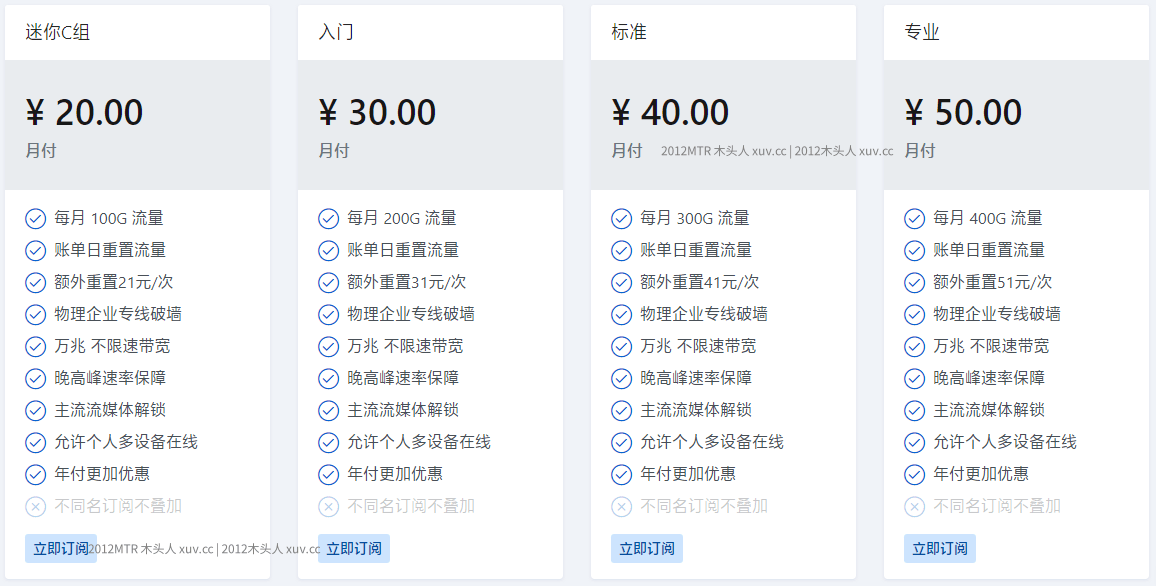 迷你C组
¥ 20.00
月付
每月 100G 流量
账单日重置流量
额外重置21元/次
物理企业专线破墙
万兆 不限速带宽
晚高峰速率保障
主流流媒体解锁
允许个人多设备在线
年付更加优惠
不同名订阅不叠加
立即订阅
2012MTR 木头人 xuv.cc | 2012木头人 xuv.cc
入门
¥ 30.00
月付
每月 200G 流量
账单日重置流量
额外重置31元/次
物理企业专线破墙
万兆 不限速带宽
晚高峰速率保障
主流流媒体解锁
允许个人多设备在线
年付更加优惠
不同名订阅不叠加
立即订阅
标准
¥ 40.00
月付
2012MTR 木头人 xuv.cc | 2012木头人 xuv.cc
每月 300G 流量
账单日重置流量
额外重置41元/次
物理企业专线破墙
万兆 不限速带宽
晚高峰速率保障
主流流媒体解锁
允许个人多设备在线
年付更加优惠
不同名订阅不叠加
立即订阅
专业
¥ 50.00
月付
每月 400G 流量
账单日重置流量
额外重置51元/次
物理企业专线破墙
万兆 不限速带宽
晚高峰速率保障
主流流媒体解锁
允许个人多设备在线
年付更加优惠
不同名订阅不叠加
立即订阅